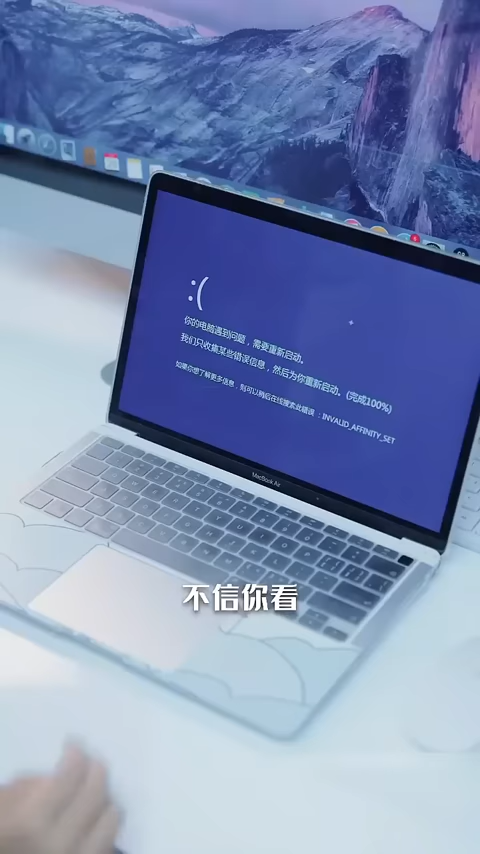 :(
你的电脑遇到问题，需要重新启动。
我们只收集某些错误信息，然后为你重新启动。(完成100%)
如果你想了解更多信息，则可以稍后在线搜索此错误：INVALID_AFFINITY_SET
MacBook Air
不信你看